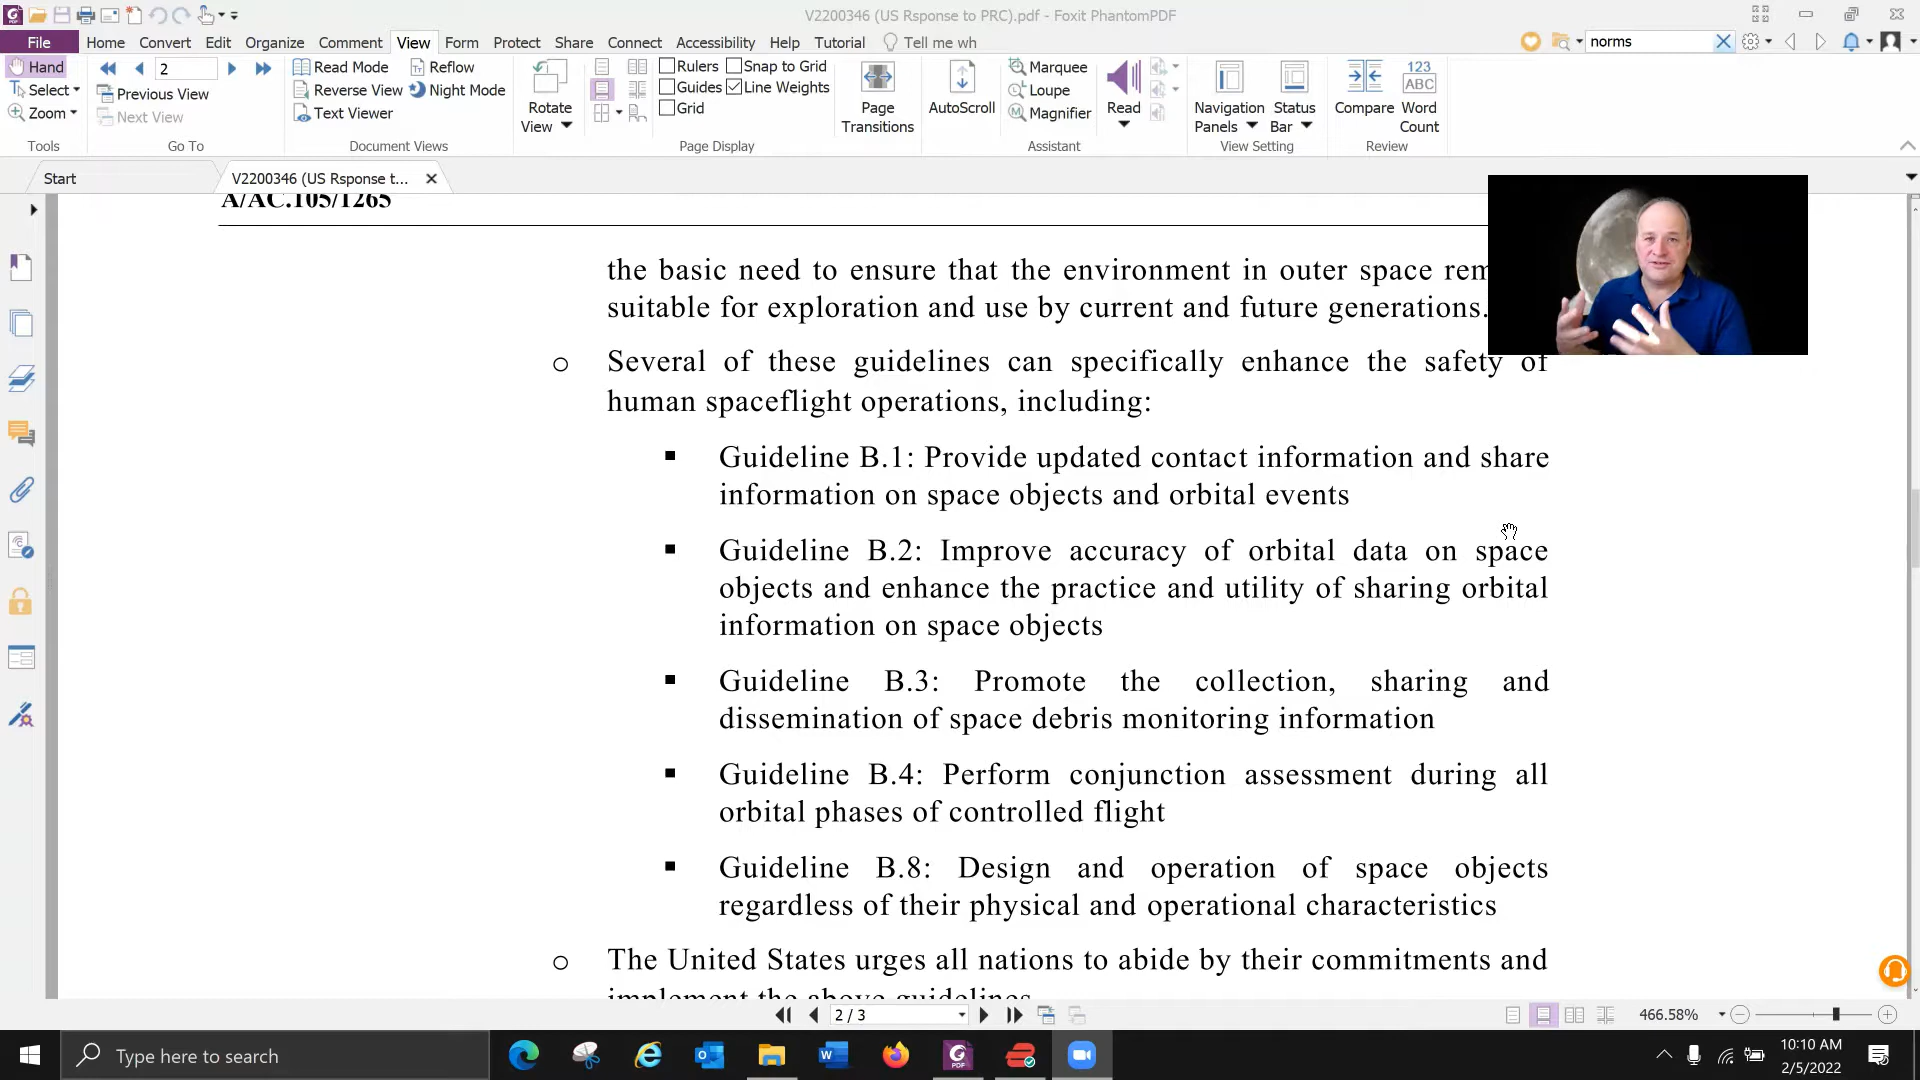 V2200346 (US Rsponse to PRC).pdf - Foxit PhantomPDF
File Home Convert Edit Organize Comment View Form Protect Share Connect Accessibility Help Tutorial Tell me wh norms
Hand 2 Read Mode Reflow Rulers Snap to Grid Marquee 123
Select Previous View Reverse View Night Mode Guides Line Weights Loupe ABC
Zoom Next View Text Viewer Grid Magnifier
Rotate View Page Transitions AutoScroll Read Navigation Panels Status Bar Compare Word Count
Tools Go To Document Views Page Display Assistant View Setting Review
Start V2200346 (US Rsponse t...
A/AC.105/1265
the basic need to ensure that the environment in outer space rem
suitable for exploration and use by current and future generations.
o Several of these guidelines can specifically enhance the safety of
human spaceflight operations, including:
▪ Guideline B.1: Provide updated contact information and share
information on space objects and orbital events
▪ Guideline B.2: Improve accuracy of orbital data on space
objects and enhance the practice and utility of sharing orbital
information on space objects
▪ Guideline B.3: Promote the collection, sharing and
dissemination of space debris monitoring information
▪ Guideline B.4: Perform conjunction assessment during all
orbital phases of controlled flight
▪ Guideline B.8: Design and operation of space objects
regardless of their physical and operational characteristics
o The United States urges all nations to abide by their commitments and
implement the above guidelines
2 / 3 466.58%
Type here to search 10:10 AM
2/5/2022